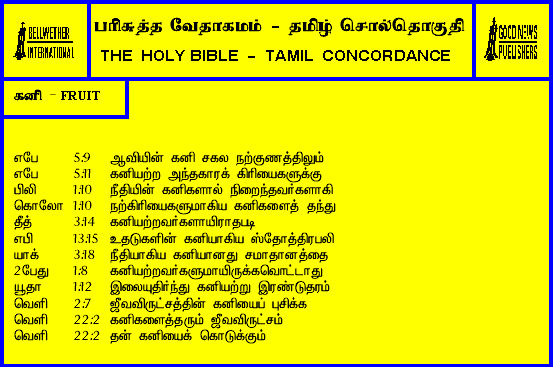 BELLWETHER
INTERNATIONAL
பரிசுத்த வேதாகமம் - தமிழ் சொல்தொகுதி
THE HOLY BIBLE - TAMIL CONCORDANCE
GOOD NEWS
PUBLISHERS
கனி - FRUIT
எபே 5:9 ஆவியின் கனி சகல நற்குணத்திலும்
எபே 5:11 கனியற்ற அந்தகாரக் கிரியைகளுக்கு
பிலி 1:10 நீதியின் கனிகளால் நிறைந்தவர்களாகி
கொலோ 1:10 நற்கிரியைகளுமாகிய கனிகளைத் தந்து
தீத் 3:14 கனியற்றவர்களாயிராதபடி
எபி 13:15 உதடுகளின் கனியாகிய ஸ்தோத்திரபலி
யாக் 3:18 நீதியாகிய கனியானது சமாதானத்தை
2பேது 1:8 கனியற்றவர்களுமாயிருக்கவொட்டாது
யூதா 1:12 இலையுதிர்ந்து கனியற்று இரண்டுதரம்
வெளி 2:7 ஜீவவிருட்சத்தின் கனியைப் புசிக்க
வெளி 22:2 கனிகளைத்தரும் ஜீவவிருட்சம்
வெளி 22:2 தன் கனியைக் கொடுக்கும்